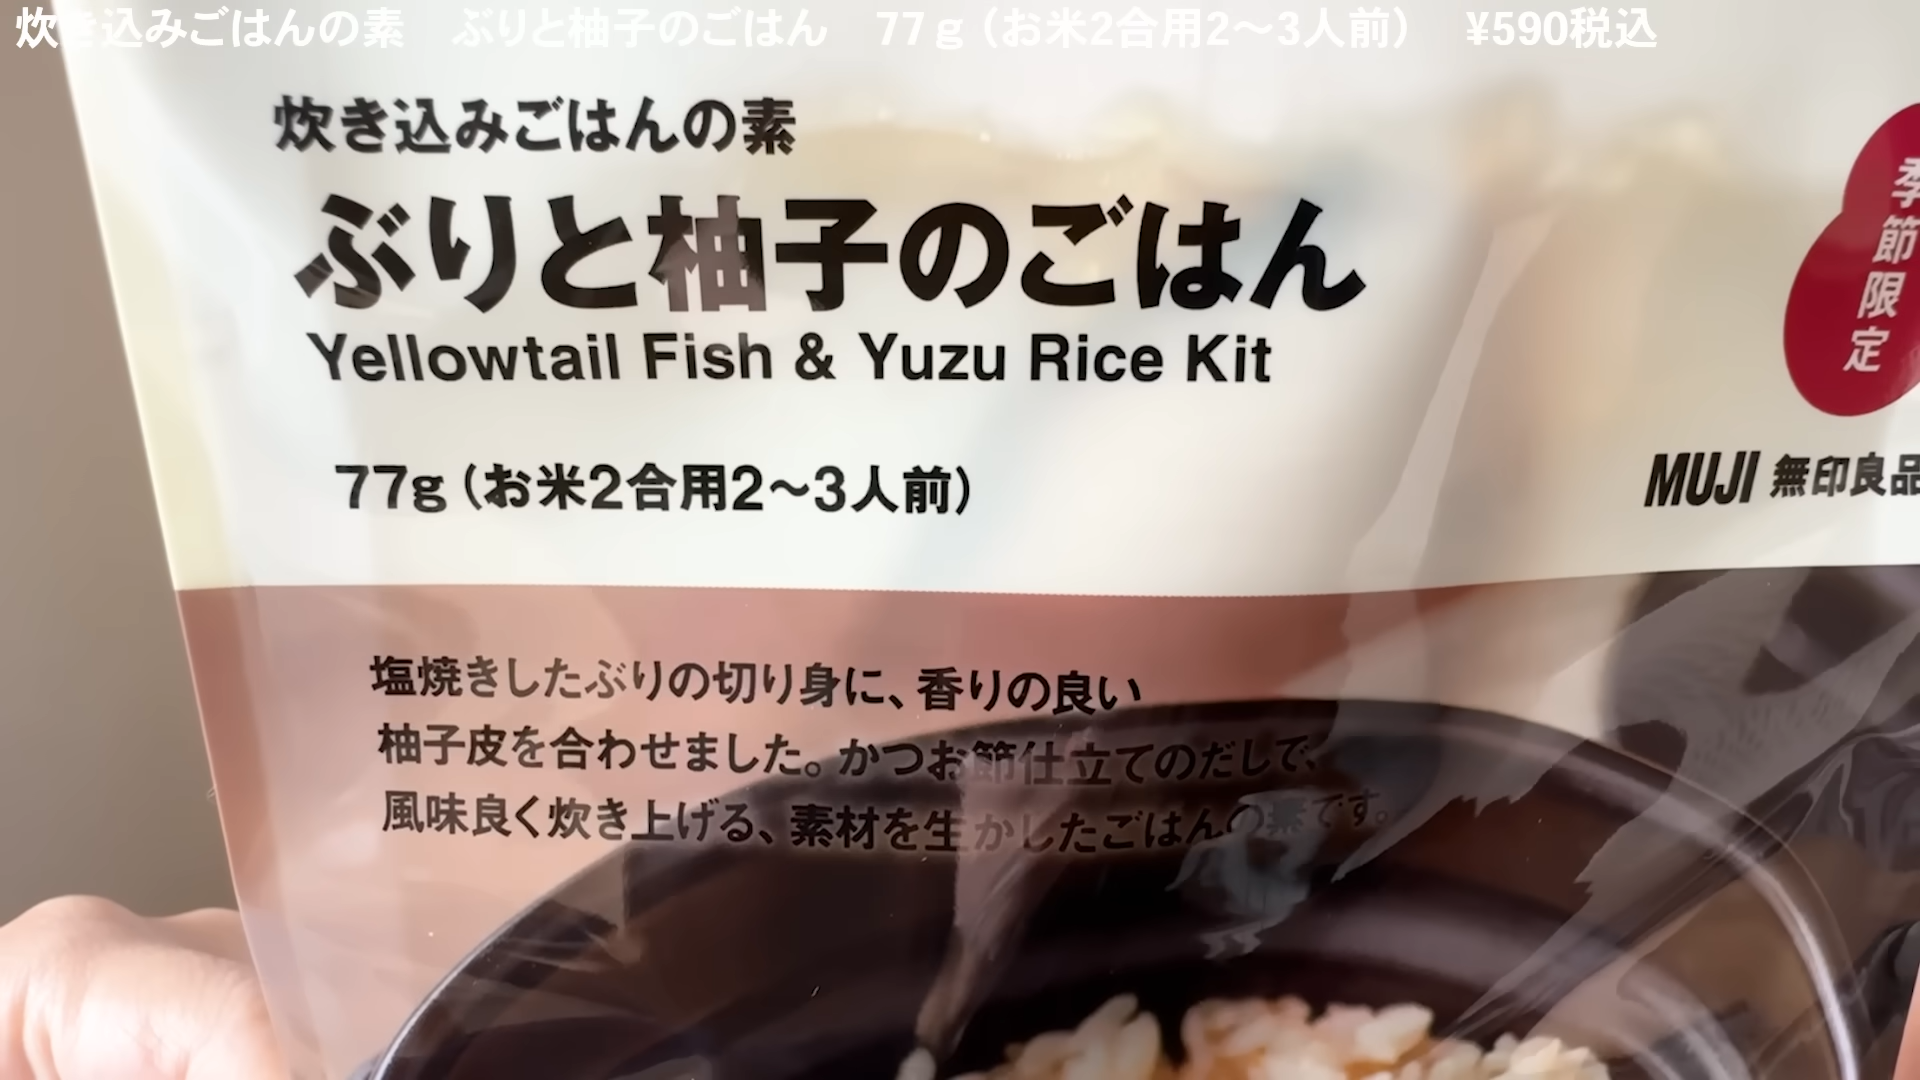 炊き込みごはんの素　ぶりと柚子のごはん　77g（お米2合用2～3人前）　¥590税込
炊き込みごはんの素
ぶりと柚子のごはん
Yellowtail Fish & Yuzu Rice Kit
77g（お米2合用2～3人前）
季節限定
MUJI 無印良品
塩焼きしたぶりの切り身に、香りの良い
柚子皮を合わせました。かつお節仕立てのだしで、
風味良く炊き上げる、素材を生かしたごはんの素です。